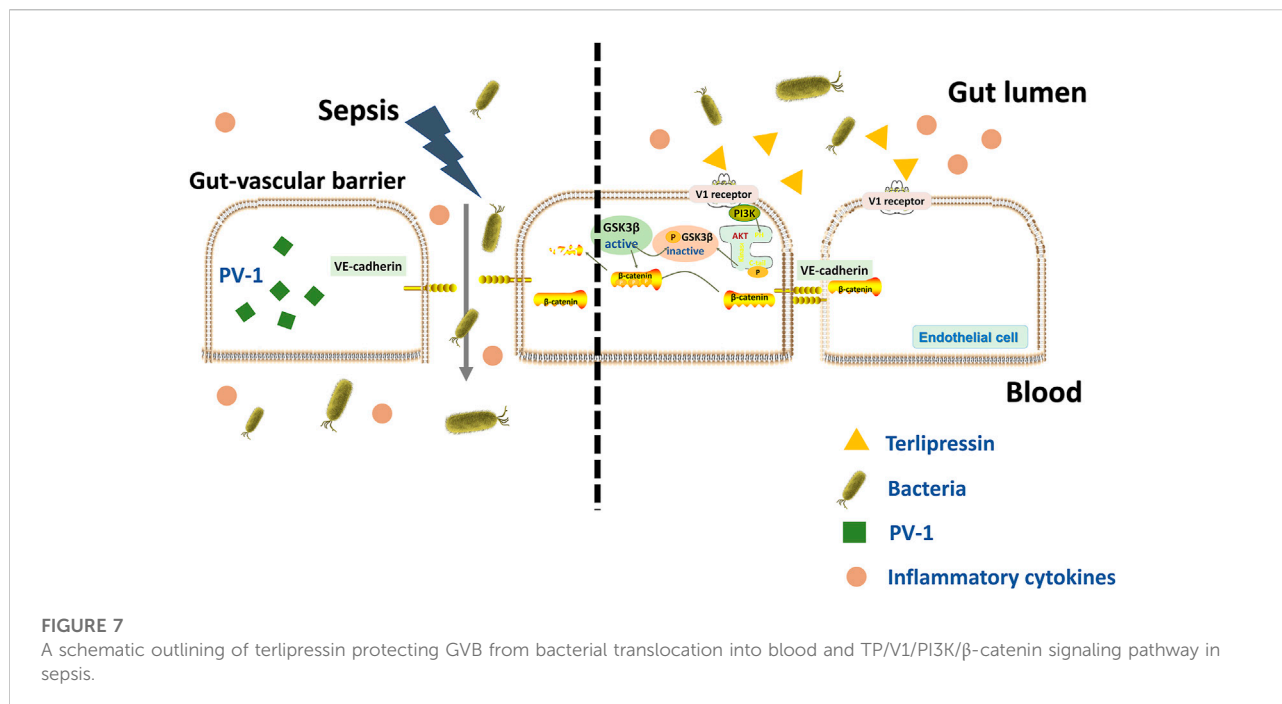 Sepsis
Gut lumen
Gut-vascular barrier
V1 receptor
V1 receptor
PI3K
GSK3β
active
P GSK3β
inactive
AKT
P
PV-1
VE-cadherin
VE-cadherin
β-catenin
β-catenin
β-catenin
β-catenin
Endothelial cell
Blood
Terlipressin
Bacteria
PV-1
Inflammatory cytokines
FIGURE 7
A schematic outlining of terlipressin protecting GVB from bacterial translocation into blood and TP/V1/PI3K/β-catenin signaling pathway in
sepsis.